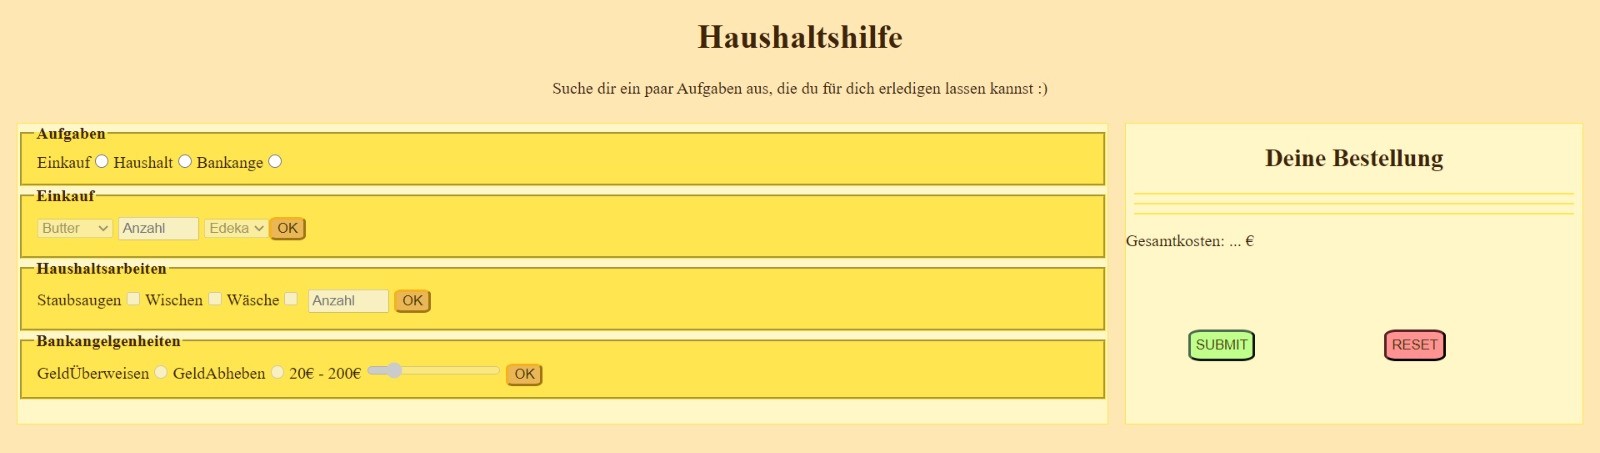 Haushaltshilfe
Suche dir ein paar Aufgaben aus, die du für dich erledigen lassen kannst :)
Aufgaben
Einkauf Haushalt Bankange
Einkauf
Butter Anzahl Edeka OK
Haushaltsarbeiten
Staubsaugen Wischen Wäsche Anzahl OK
Bankangelgenheiten
GeldÜberweisen GeldAbheben 20€ - 200€ OK
Deine Bestellung
Gesamtkosten: ... €
SUBMIT RESET